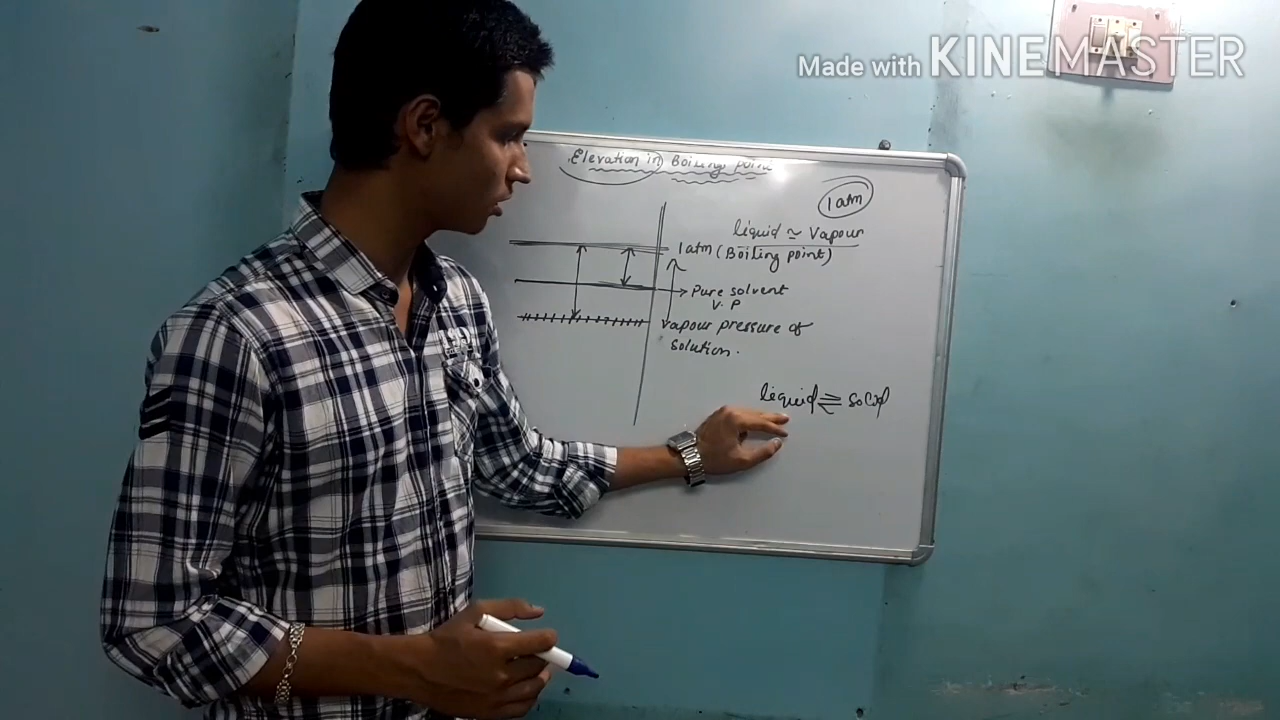 Made with KINEMASTER
Elevation in Boiling point
1 atm
liquid ≃ Vapour
1 atm (Boiling point)
Pure solvent
V. P
Vapour pressure of
solution.
liquid ⇌ solid